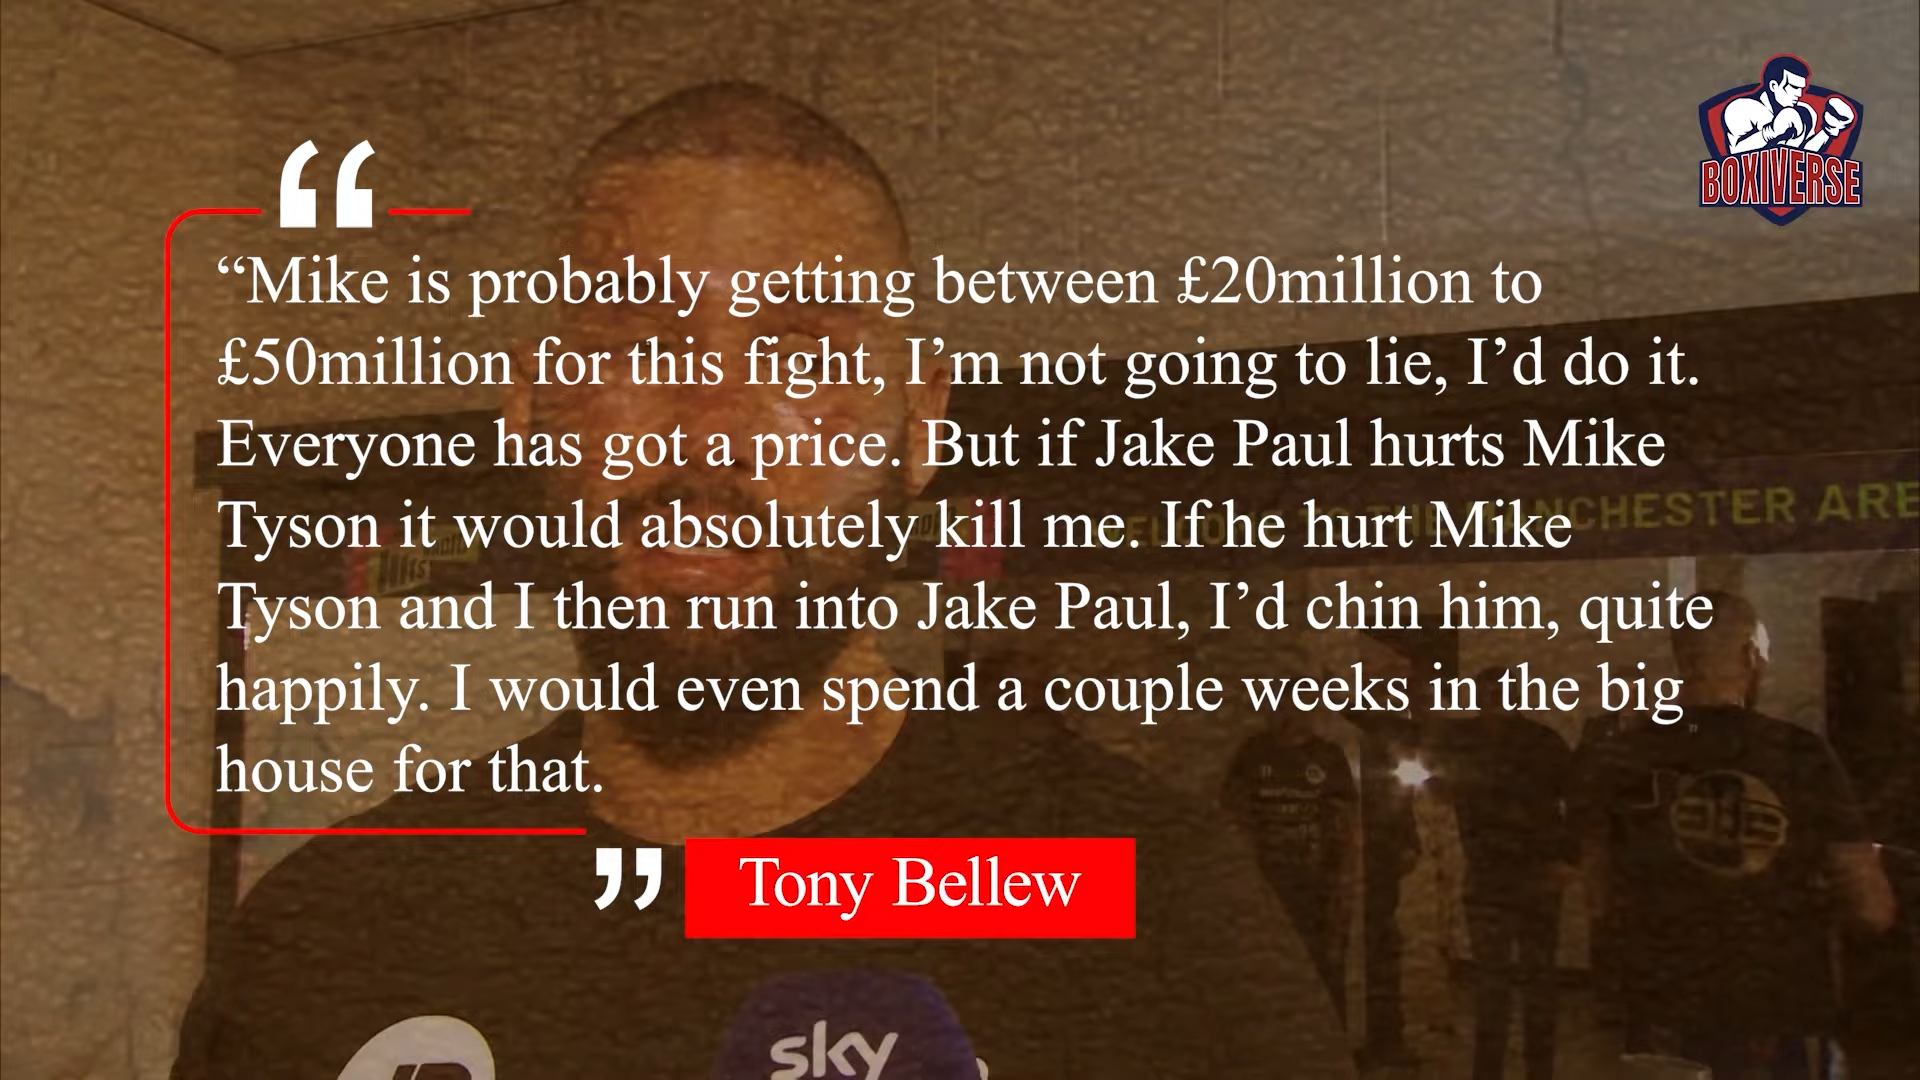 BOXIVERSE
“Mike is probably getting between £20million to
£50million for this fight, I’m not going to lie, I’d do it.
Everyone has got a price. But if Jake Paul hurts Mike
Tyson it would absolutely kill me. If he hurt Mike
Tyson and I then run into Jake Paul, I’d chin him, quite
happily. I would even spend a couple weeks in the big
house for that.
Tony Bellew
sky